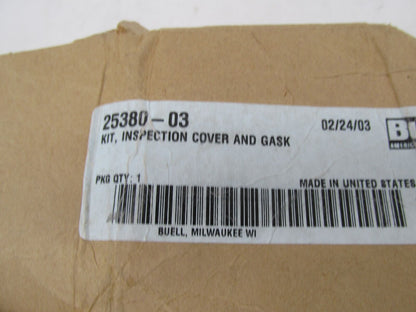 25380-03
KIT, INSPECTION COVER AND GASK
02/24/03
PKG QTY: 1
MADE IN UNITED STATES
BUELL, MILWAUKEE WI